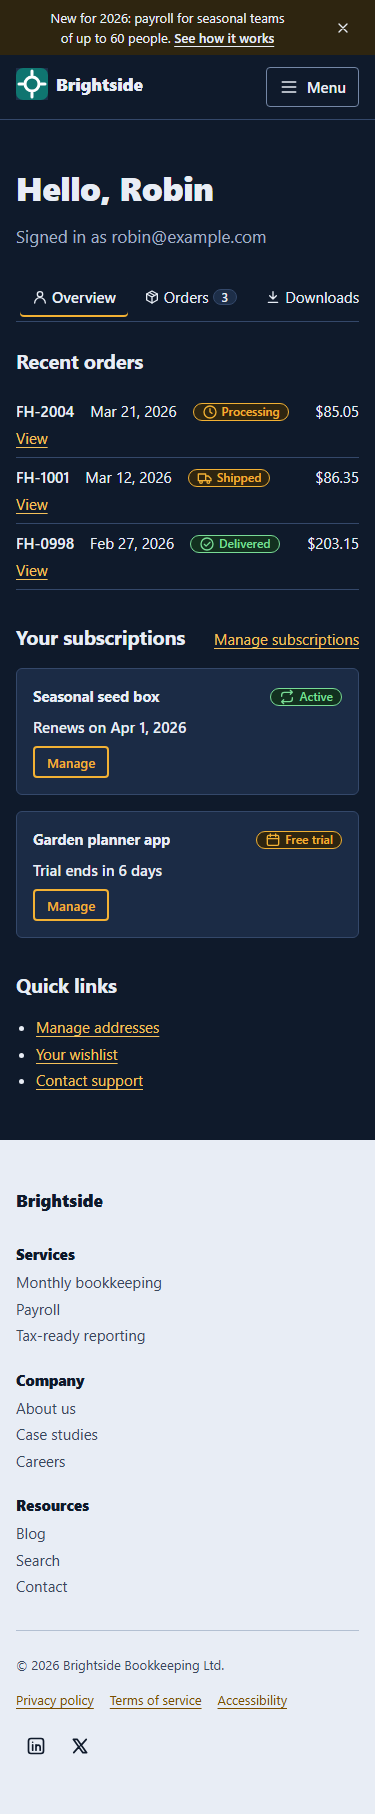 New for 2026: payroll for seasonal teams
of up to 60 people. See how it works
Brightside
Menu
Hello, Robin
Signed in as robin@example.com
Overview Orders 3 Downloads
Recent orders
FH-2004 Mar 21, 2026 Processing $85.05
View
FH-1001 Mar 12, 2026 Shipped $86.35
View
FH-0998 Feb 27, 2026 Delivered $203.15
View
Your subscriptions Manage subscriptions
Seasonal seed box Active
Renews on Apr 1, 2026
Manage
Garden planner app Free trial
Trial ends in 6 days
Manage
Quick links
Manage addresses
Your wishlist
Contact support
Brightside
Services
Monthly bookkeeping
Payroll
Tax-ready reporting
Company
About us
Case studies
Careers
Resources
Blog
Search
Contact
© 2026 Brightside Bookkeeping Ltd.
Privacy policy Terms of service Accessibility